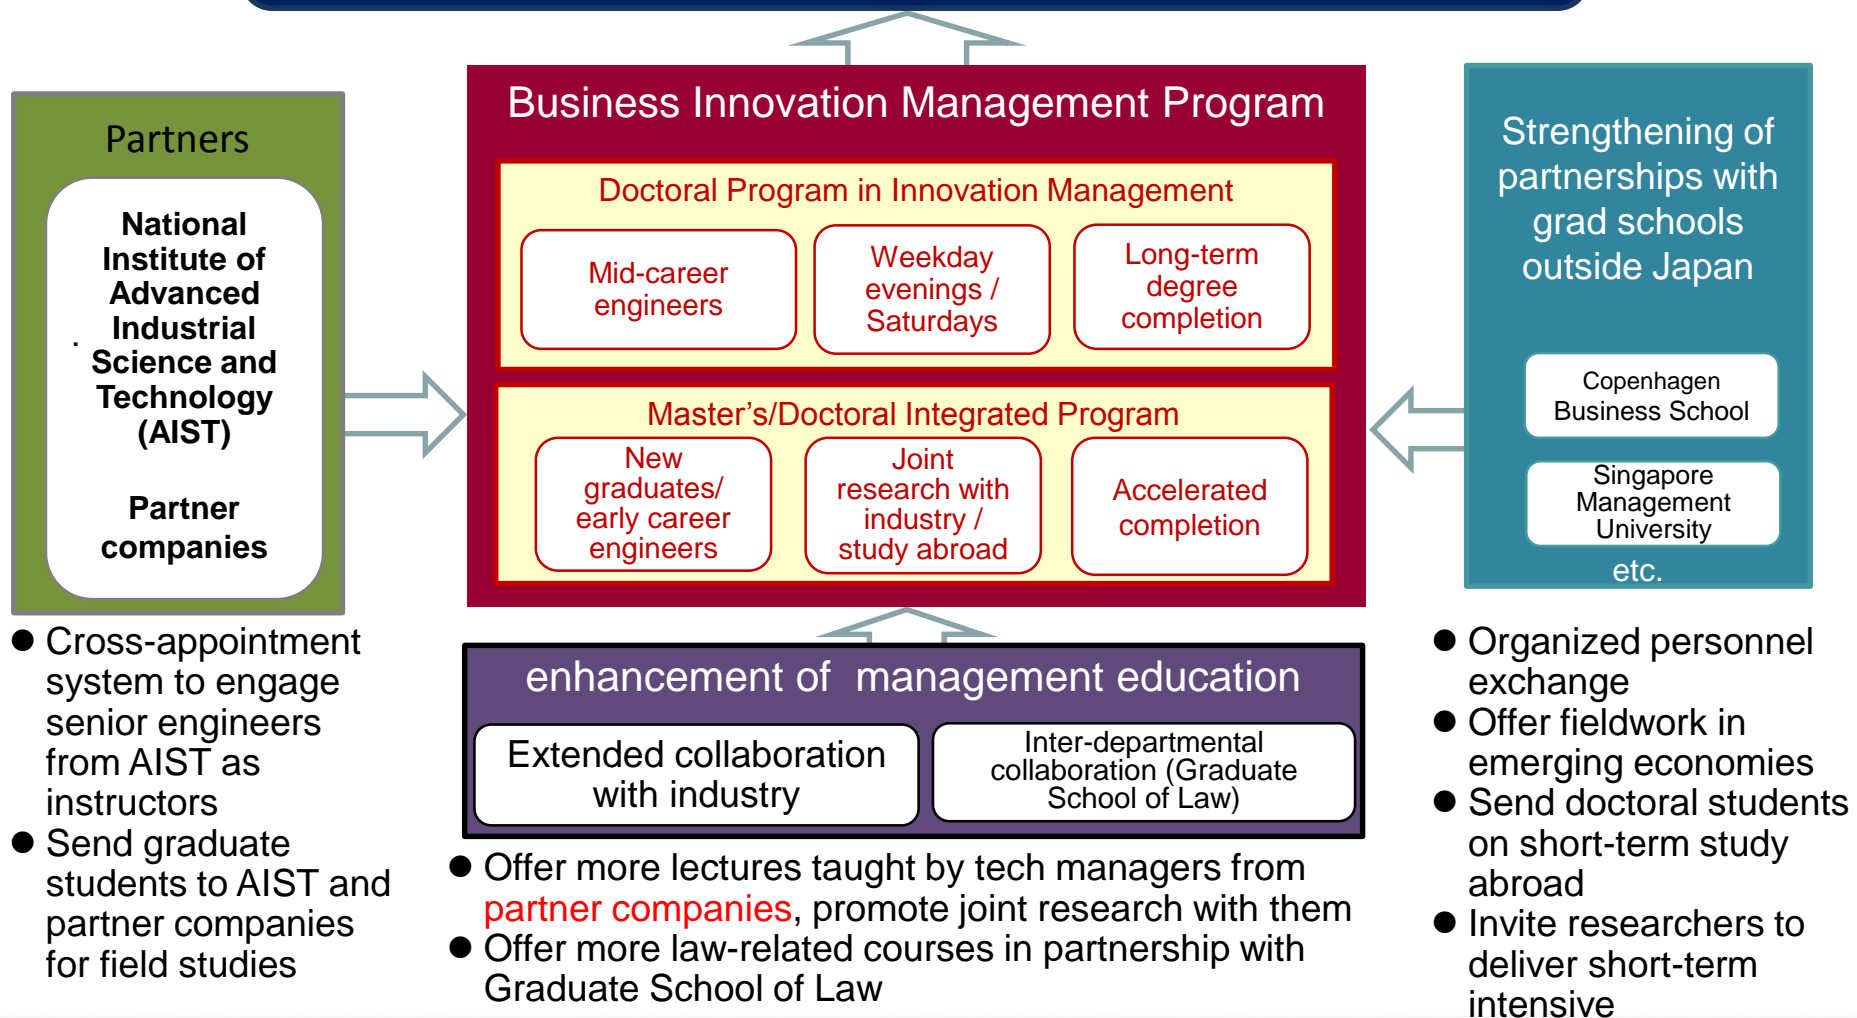 Business Innovation Management Program
Partners
National
Institute of
Advanced
Industrial
Science and
Technology
(AIST)
Partner
companies
Doctoral Program in Innovation Management
Mid-career
engineers
Weekday
evenings /
Saturdays
Long-term
degree
completion
Master's/Doctoral Integrated Program
New
graduates/
early career
engineers
Joint
research with
industry /
study abroad
Accelerated
completion
Strengthening of
partnerships with
grad schools
outside Japan
Copenhagen
Business School
Singapore
Management
University
etc.
● Cross-appointment
system to engage
senior engineers
from AIST as
instructors
● Send graduate
students to AIST and
partner companies
for field studies
enhancement of  management education
Extended collaboration
with industry
Inter-departmental
collaboration (Graduate
School of Law)
● Offer more lectures taught by tech managers from
partner companies, promote joint research with them
● Offer more law-related courses in partnership with
Graduate School of Law
● Organized personnel
exchange
● Offer fieldwork in
emerging economies
● Send doctoral students
on short-term study
abroad
● Invite researchers to
deliver short-term
intensive